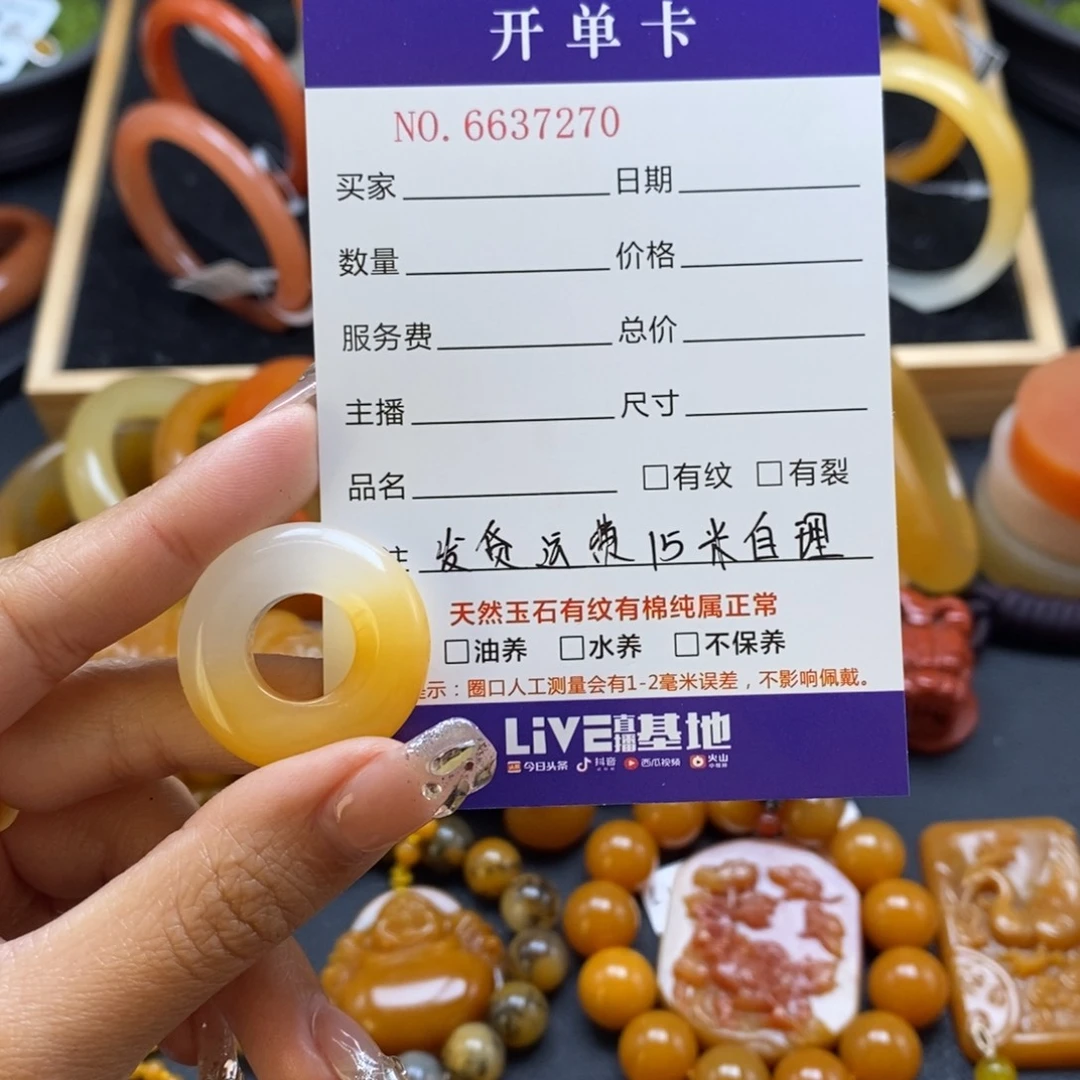 开单卡
NO. 6637270
买家 日期
数量 价格
服务费 总价
主播 尺寸
品名 □有纹 □有裂
注 发货运费15米自理
天然玉石有纹有棉纯属正常
□油养 □水养 □不保养
示：圈口人工测量会有1-2毫米误差，不影响佩戴。
LiVE直播基地
今日头条 抖音 西瓜视频 火山